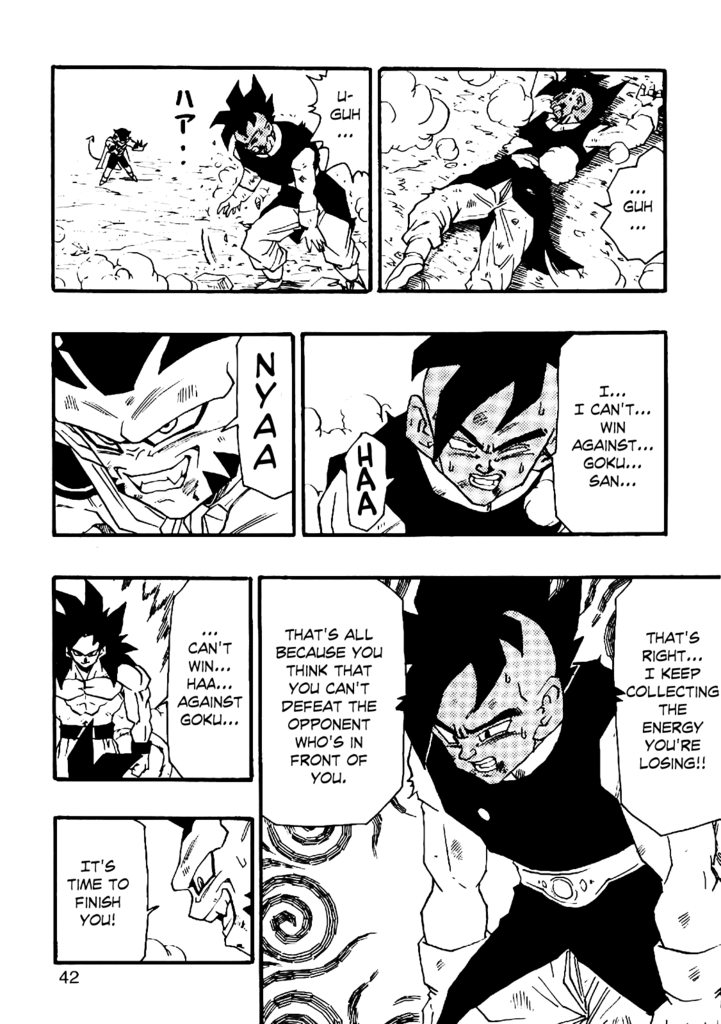 ...
GUH
...
U-
GUH
...
ハァ・・
I...
I CAN'T...
WIN
AGAINST...
GOKU...
SAN...
HAA
NYAA
THAT'S
RIGHT...
I KEEP
COLLECTING
THE
ENERGY
YOU'RE
LOSING!!
THAT'S ALL
BECAUSE YOU
THINK THAT
YOU CAN'T
DEFEAT THE
OPPONENT
WHO'S IN
FRONT OF
YOU.
...
CAN'T
WIN...
HAA...
AGAINST
GOKU...
IT'S
TIME TO
FINISH
YOU!
42